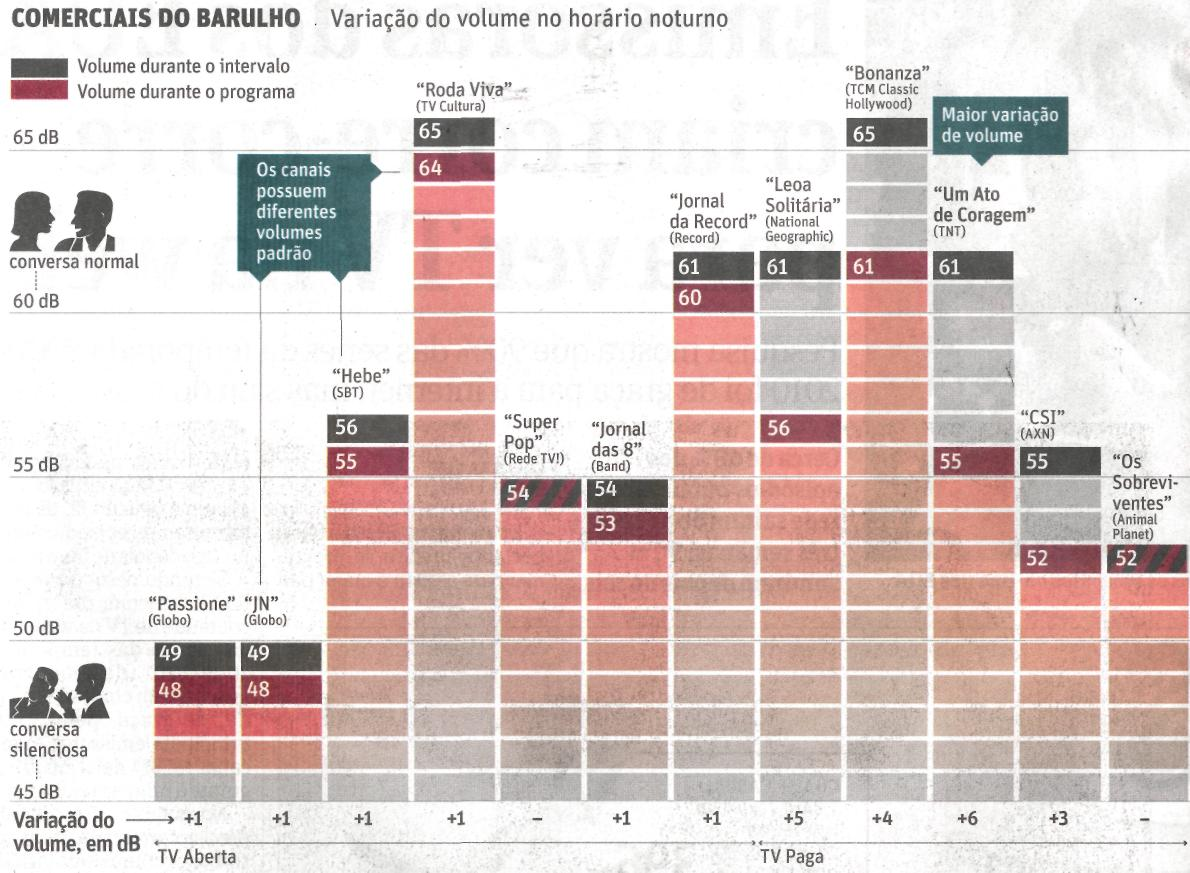 COMERCIAIS DO BARULHO Variação do volume no horário noturno
Volume durante o intervalo
Volume durante o programa
65 dB
conversa normal
60 dB
55 dB
50 dB
conversa
silenciosa
45 dB
Os canais
possuem
diferentes
volumes
padrão
Maior variação
de volume
"Passione"
(Globo)
49
48
"JN"
(Globo)
49
48
"Hebe"
(SBT)
56
55
"Roda Viva"
(TV Cultura)
65
64
"Super
Pop"
(Rede TV!)
54
"Jornal
das 8"
(Band)
54
53
"Jornal
da Record"
(Record)
61
60
"Leoa
Solitária"
(National
Geographic)
61
56
"Bonanza"
(TCM Classic
Hollywood)
65
61
"Um Ato
de Coragem"
(TNT)
61
55
"CSI"
(AXN)
55
52
"Os
Sobrevi-
ventes"
(Animal
Planet)
52
Variação do
volume, em dB
+1 +1 +1 +1 – +1 +1 +5 +4 +6 +3 –
TV Aberta
TV Paga